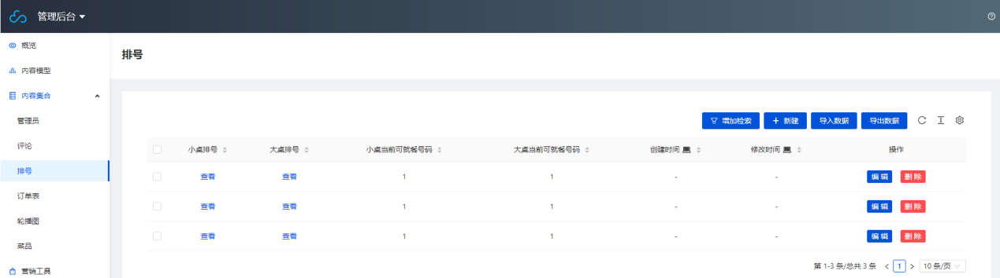 管理后台
概览
内容模型
内容集合
管理员
评论
排号
订单表
轮播图
菜品
营销工具
排号
增加检索 + 新建 导入数据 导出数据
小桌排号 大桌排号 小桌当前可就餐号码 大桌当前可就餐号码 创建时间 修改时间 操作
查看 查看 1 1 - - 编辑 删除
查看 查看 1 1 - - 编辑 删除
查看 查看 1 1 - - 编辑 删除
第 1-3 条/总共 3 条 < 1 > 10 条/页